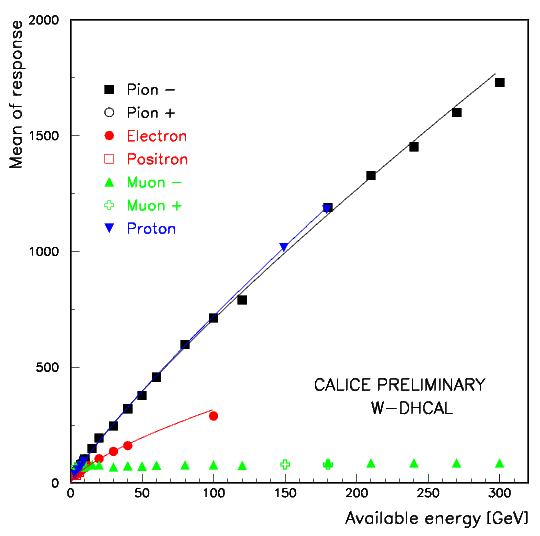 Mean of response
2000
1500
1000
500
0
Pion −
Pion +
Electron
Positron
Muon −
Muon +
Proton
CALICE PRELIMINARY
W−DHCAL
0 50 100 150 200 250 300
Available energy [GeV]